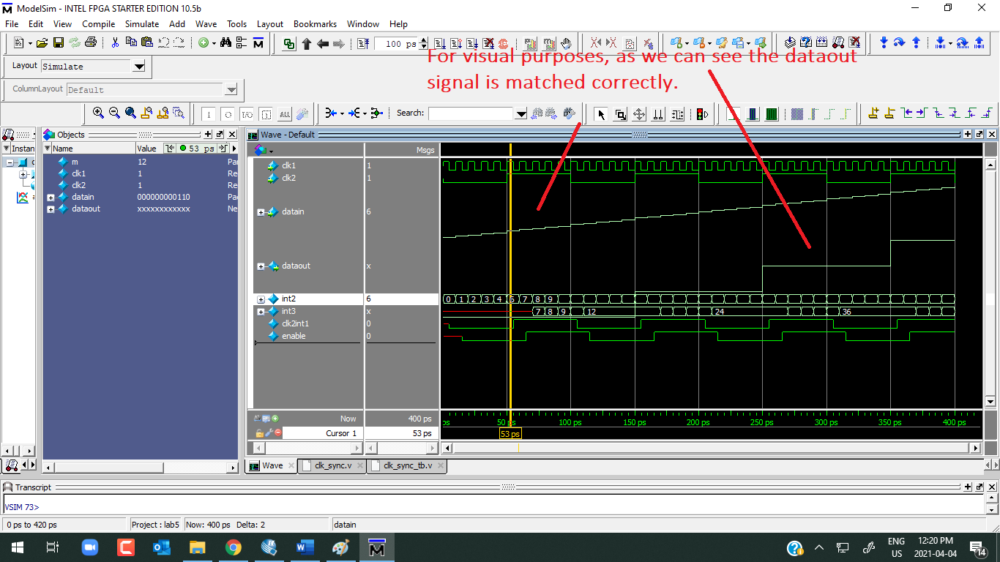 ModelSim - INTEL FPGA STARTER EDITION 10.5b
File Edit View Compile Simulate Add Wave Tools Layout Bookmarks Window Help
100 ps
For visual purposes, as we can see the dataout
signal is matched correctly.
Layout Simulate
ColumnLayout Default
Search:
Instan
Objects
Wave - Default
Name Value 53 ps
Msgs
m 12 Pa
clk1 1 Re
clk2 1 Re
datain 000000000110 Pa
dataout xxxxxxxxxxxx Ne
clk1 1
clk2 1
datain 6
dataout x
int2 6 0 1 2 3 4 6 7 8 9
int3 x 7 8 9 12 24 36
clk2int1 0
enable 0
Now 400 ps ps 50 ps 100 ps 150 ps 200 ps 250 ps 300 ps 350 ps 400 ps
Cursor 1 53 ps 53 ps
Wave clk_sync.v clk_sync_tb.v
Transcript
VSIM 73>
0 ps to 420 ps Project : lab5 Now: 400 ps Delta: 2 datain
ENG
US
12:20 PM
2021-04-04
14